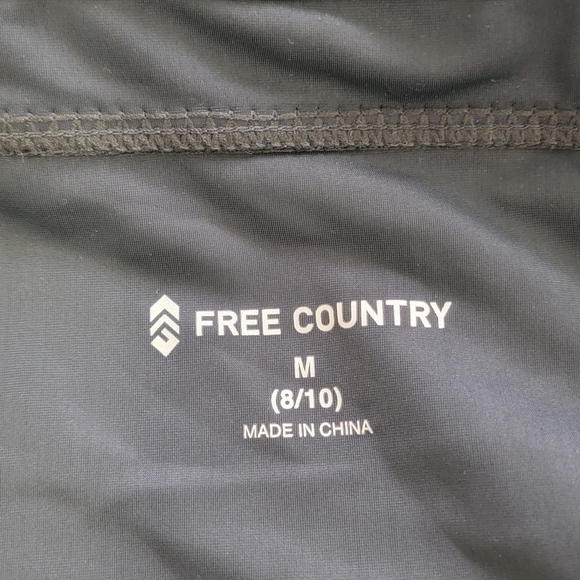 FREE COUNTRY
M
(8/10)
MADE IN CHINA